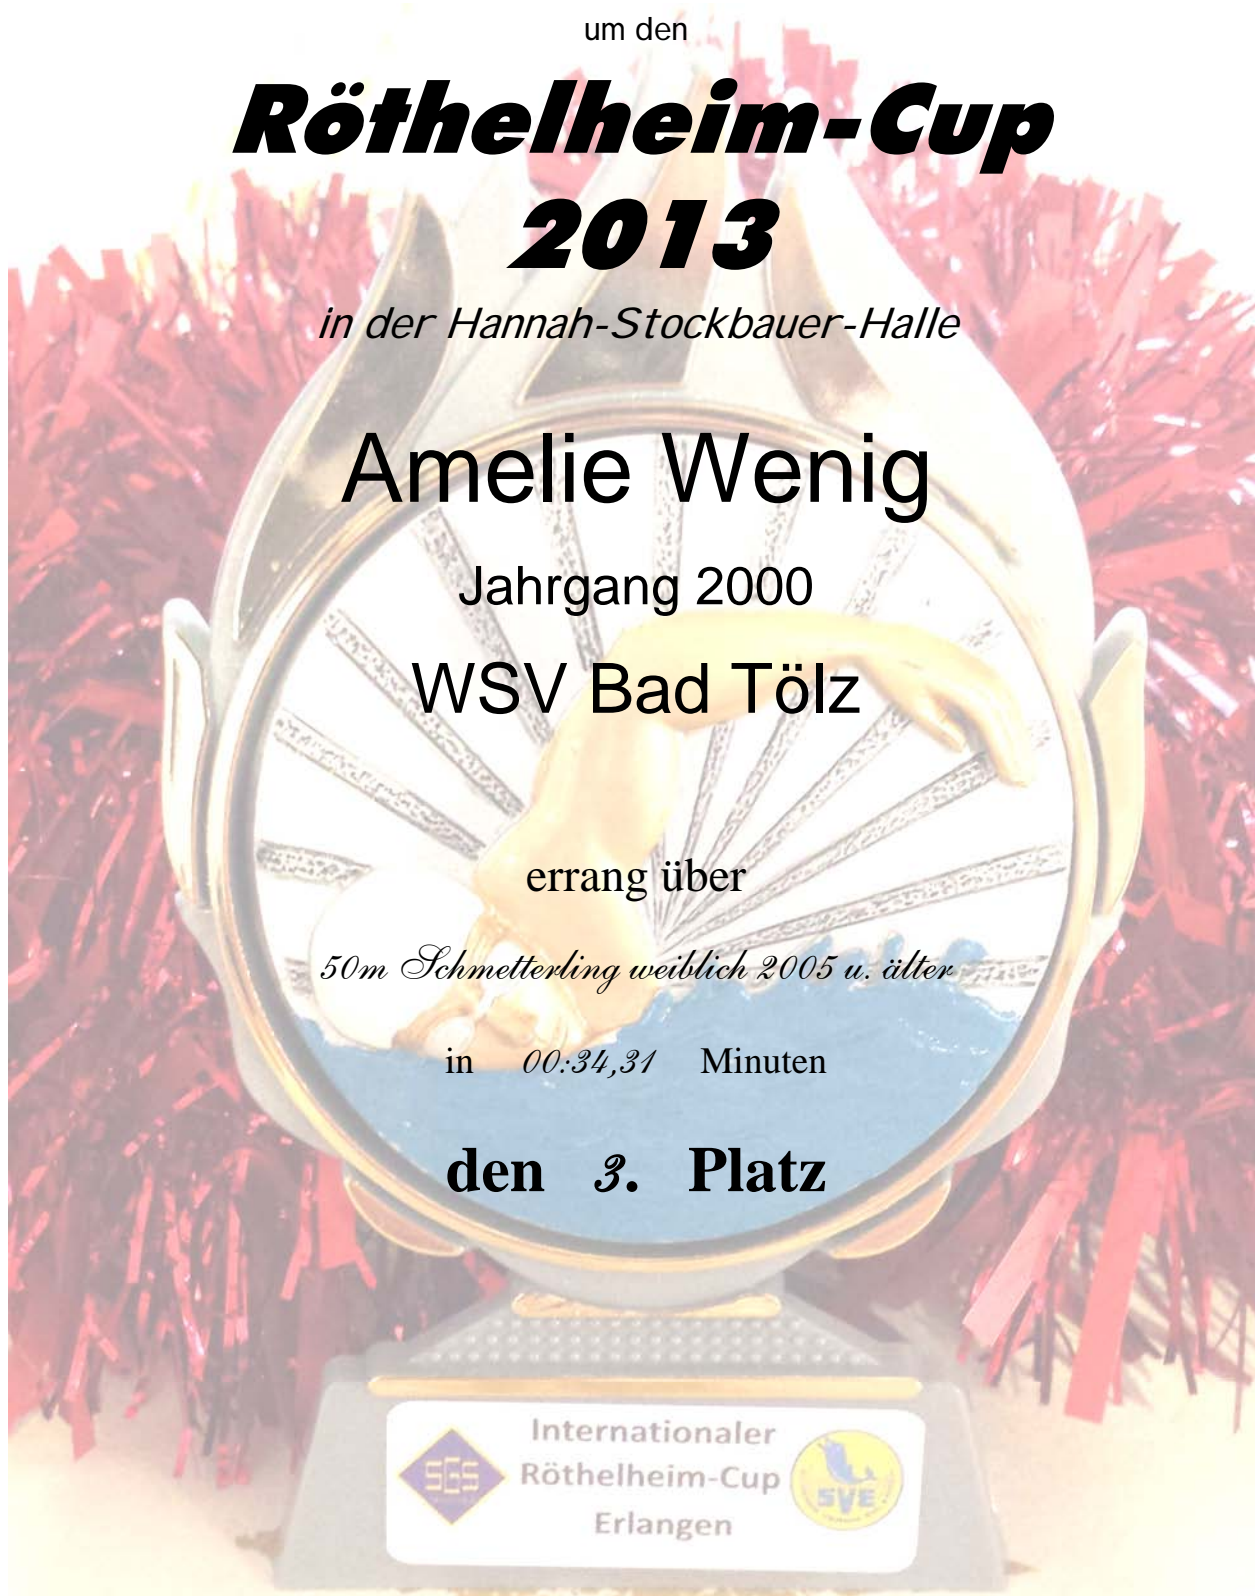 um den
Röthelheim-Cup
2013
in der Hannah-Stockbauer-Halle
Amelie Wenig
Jahrgang 2000
WSV Bad Tölz
errang über
50m Schmetterling weiblich 2005 u. älter
in 00:34,31 Minuten
den 3. Platz
Internationaler
SGS Röthelheim-Cup SVE
Erlangen